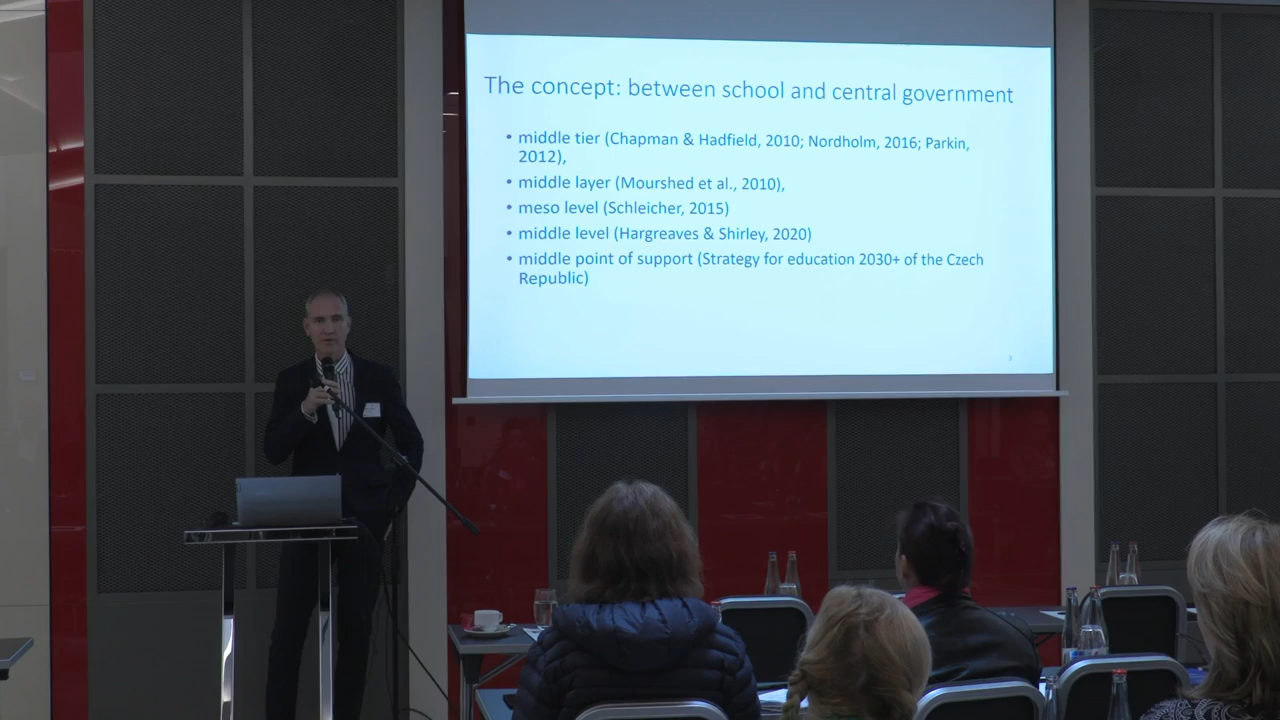 The concept: between school and central government
• middle tier (Chapman & Hadfield, 2010; Nordholm, 2016; Parkin,
2012),
• middle layer (Mourshed et al., 2010),
• meso level (Schleicher, 2015)
• middle level (Hargreaves & Shirley, 2020)
• middle point of support (Strategy for education 2030+ of the Czech
Republic)